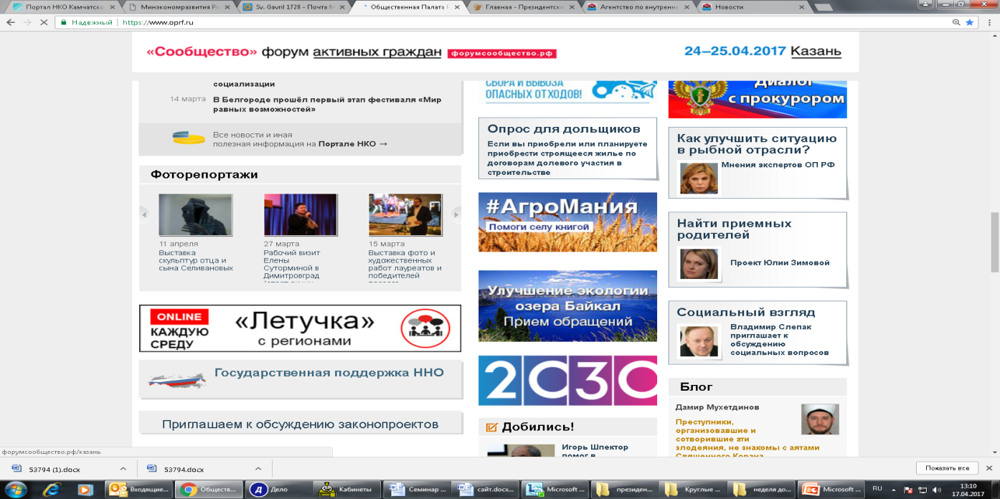 Портал НКО Камчатско
Минэкономразвития Ро
Sv. Gavril 1728 - Почта М
Общественная Палата Р
Главная - Президентски
Агентство по внутренне
Новости
Надежный | https://www.oprf.ru
«Сообщество» форум активных граждан форумсообщество.рф 24–25.04.2017 Казань
социализации
14 марта В Белгороде прошёл первый этап фестиваля «Мир
равных возможностей»
Все новости и иная
полезная информация на Портале НКО →
Фоторепортажи
11 апреля
Выставка
скульптур отца и
сына Селивановых
27 марта
Рабочий визит
Елены
Суторминой в
Димитровград
15 марта
Выставка фото и
художественных
работ лауреатов и
победителей
ONLINE
КАЖДУЮ
СРЕДУ
«Летучка»
с регионами
Государственная поддержка ННО
Приглашаем к обсуждению законопроектов
СБОРА И ВЫВОЗА
ОПАСНЫХ ОТХОДОВ!
Опрос для дольщиков
Если вы приобрели или планируете
приобрести строящееся жилье по
договорам долевого участия в
строительстве
#АгроМания
Помоги селу книгой
Улучшение экологии
озера Байкал
Прием обращений
2030
Добились!
Игорь Шпектор
помог в
Диалог
с прокурором
Как улучшить ситуацию
в рыбной отрасли?
Мнения экспертов ОП РФ
Найти приемных
родителей
Проект Юлии Зимовой
Социальный взгляд
Владимир Слепак
приглашает к
обсуждению
социальных вопросов
Блог
Дамир Мухетдинов
Преступники,
организовавшие и
сотворившие эти
злодеяния, не знакомы с аятами
Священного Корана
форумсообщество.рф/казань
53794 (1).docx
53794.docx
Показать все
Входящие...
Обществ...
Дело
Кабинеты
Семинар ...
сайт.docx...
Microsoft ...
президен...
Круглые ...
неделя до...
Microsoft ...
RU
13:10
17.04.2017